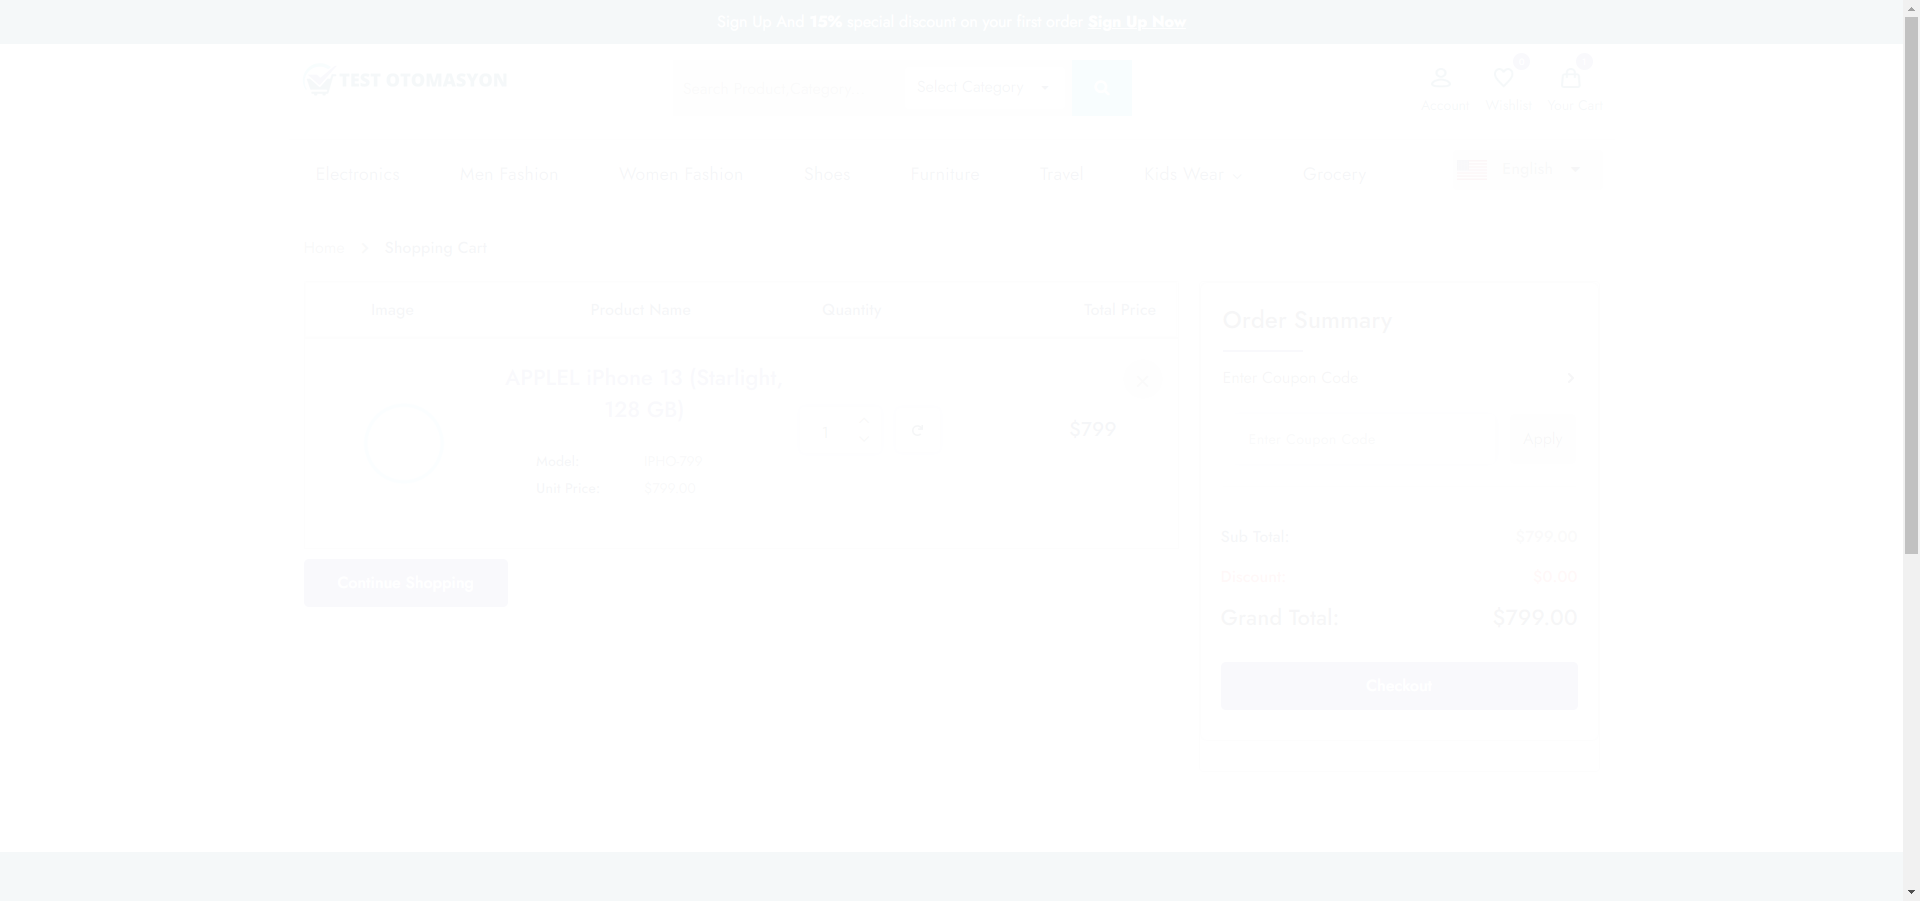 Sign Up And 15% special discount on your first order Sign Up Now
TEST OTOMASYON
Search Product,Category...
Select Category
Account
Wishlist
Your Cart
Electronics
Men Fashion
Women Fashion
Shoes
Furniture
Travel
Kids Wear
Grocery
English
Home > Shopping Cart
Image
Product Name
Quantity
Total Price
APPLEL iPhone 13 (Starlight,
128 GB)
1
$799
Model: IPHO 799
Unit Price: $799.00
Continue Shopping
Order Summary
Enter Coupon Code
Enter Coupon Code
Apply
Sub Total: $799.00
Discount: $0.00
Grand Total: $799.00
Checkout